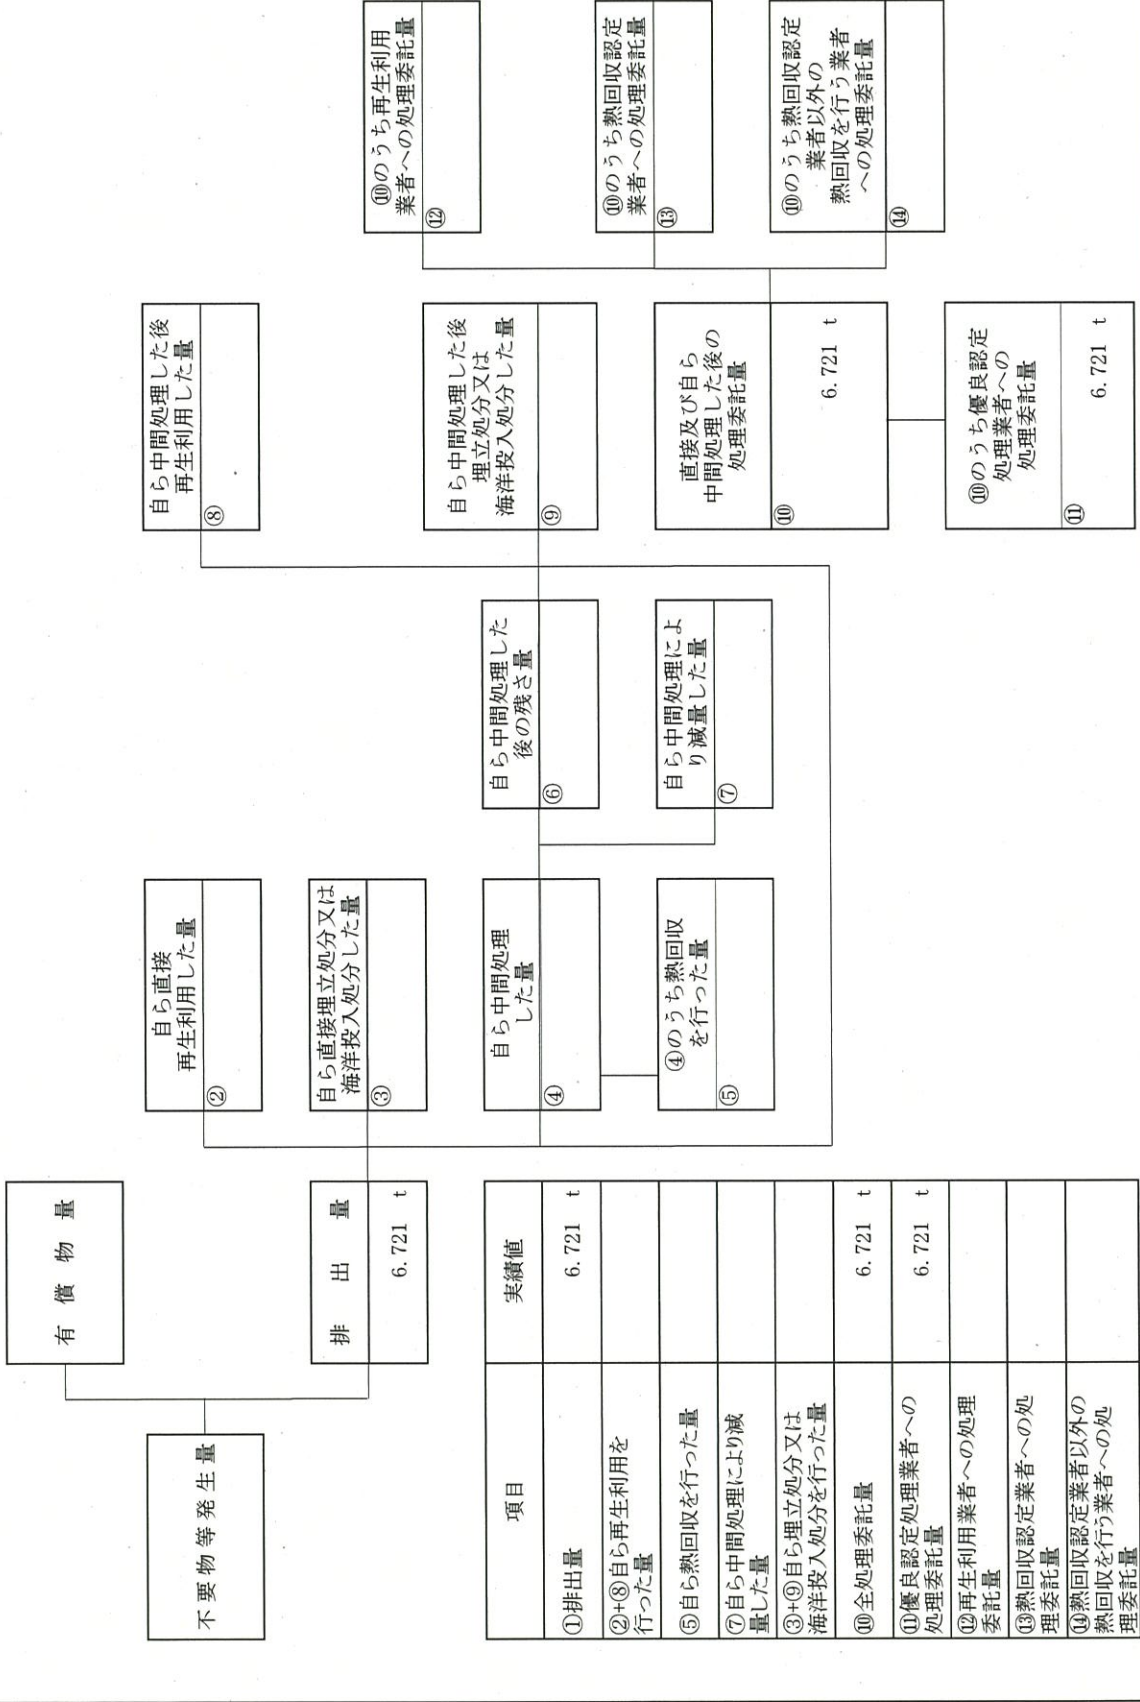 不要物等発生量
有償物量
排出量
6.721 t
自ら直接
再生利用した量
②
自ら直接埋立処分又は
海洋投入処分した量
③
自ら中間処理
した量
④
④のうち熱回収
を行った量
⑤
自ら中間処理した
後の残さ量
⑥
自ら中間処理によ
り減量した量
⑦
自ら中間処理した後
再生利用した量
⑧
自ら中間処理した後
埋立処分又は
海洋投入処分した量
⑨
直接及び自ら
中間処理した後の
処理委託量
⑩
6.721 t
⑩のうち優良認定
処理業者への
処理委託量
⑪
6.721 t
⑩のうち再生利用
業者への処理委託量
⑫
⑩のうち熱回収認定
業者への処理委託量
⑬
⑩のうち熱回収認定
業者以外の
熱回収を行う業者
への処理委託量
⑭
項目 実績値
①排出量 6.721 t
②+⑧自ら再生利用を
行った量
⑤自ら熱回収を行った量
⑦自ら中間処理により減
量した量
③+⑨自ら埋立処分又は
海洋投入処分を行った量
⑩全処理委託量 6.721 t
⑪優良認定処理業者への
処理委託量 6.721 t
⑫再生利用業者への処理
委託量
⑬熱回収認定業者への処
理委託量
⑭熱回収認定業者以外の
熱回収を行う業者への処
理委託量